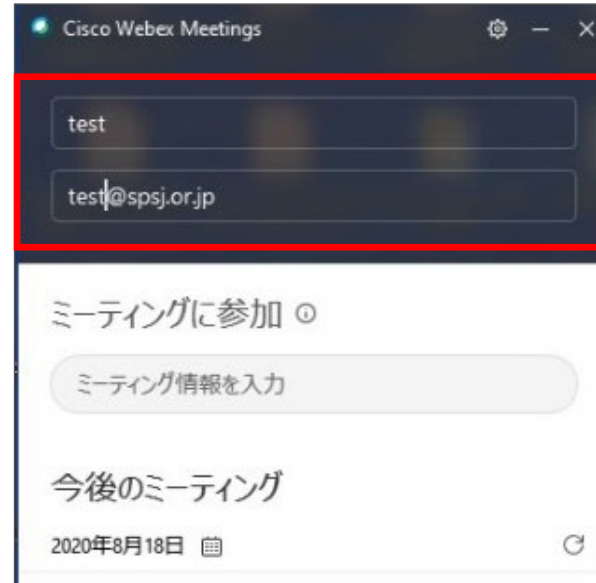 Cisco Webex Meetings
test
test@spsj.or.jp
ミーティングに参加
ミーティング情報を入力
今後のミーティング
2020年8月18日